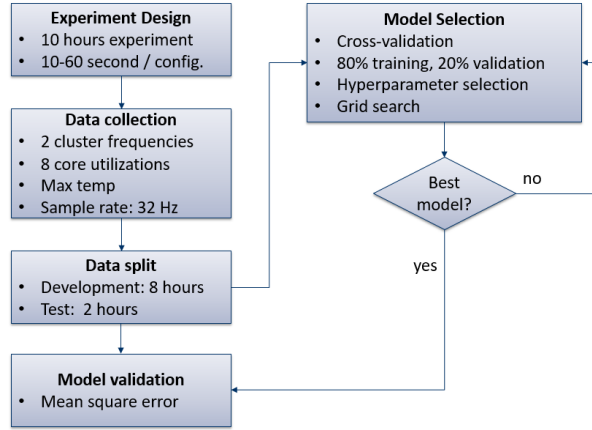 Experiment Design
• 10 hours experiment
• 10-60 second / config.
Data collection
• 2 cluster frequencies
• 8 core utilizations
• Max temp
• Sample rate: 32 Hz
Data split
• Development: 8 hours
• Test: 2 hours
Model validation
• Mean square error
Model Selection
• Cross-validation
• 80% training, 20% validation
• Hyperparameter selection
• Grid search
Best
model?
no
yes